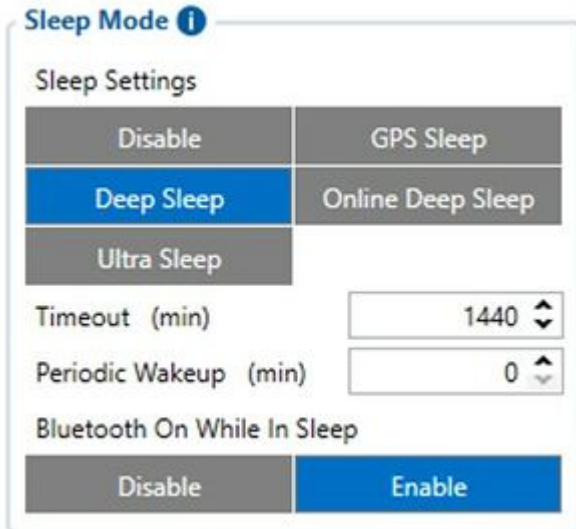 Sleep Mode i
Sleep Settings
Disable GPS Sleep
Deep Sleep Online Deep Sleep
Ultra Sleep
Timeout (min) 1440
Periodic Wakeup (min) 0
Bluetooth On While In Sleep
Disable Enable